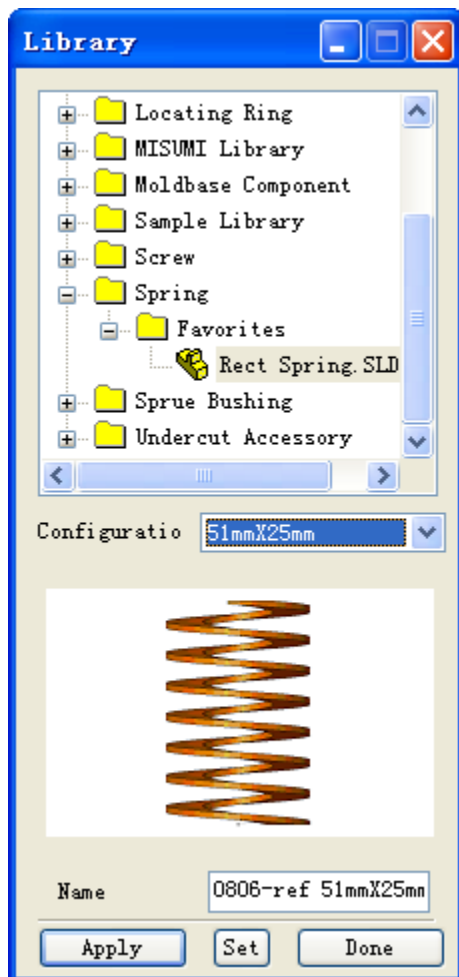 Library
Locating Ring
MISUMI Library
Moldbase Component
Sample Library
Screw
Spring
Favorites
Rect Spring.SLD
Sprue Bushing
Undercut Accessory
Configuratio 51mmX25mm
Name 0806-ref 51mmX25mm
Apply Set Done